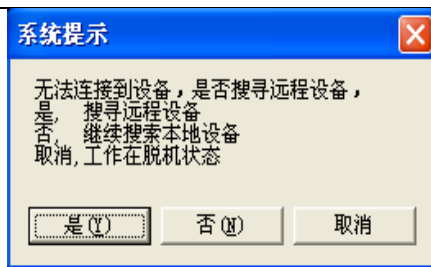 系统提示
无法连接到设备，是否搜寻远程设备，
是,　搜寻远程设备
否,　继续搜索本地设备
取消,工作在脱机状态
是(Y)　否(N)　取消